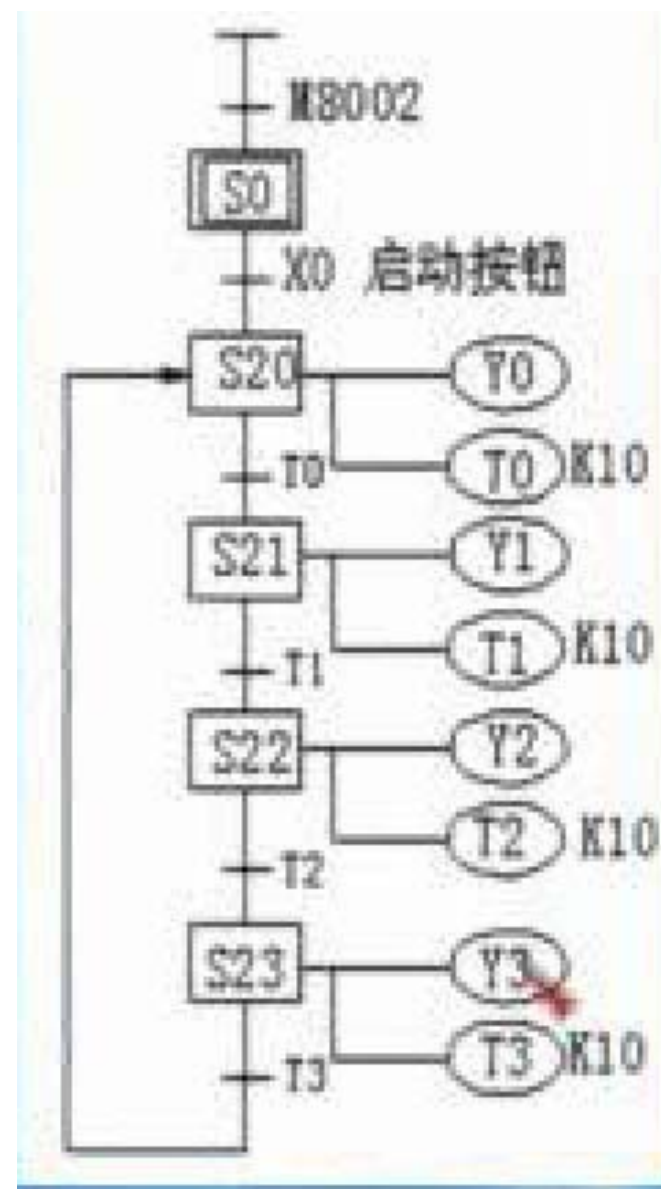 M8002
S0
X0 启动按钮
S20 Y0
T0 T0 K10
S21 Y1
T1 T1 K10
S22 Y2
T2 T2 K10
S23 Y3
T3 T3 K10